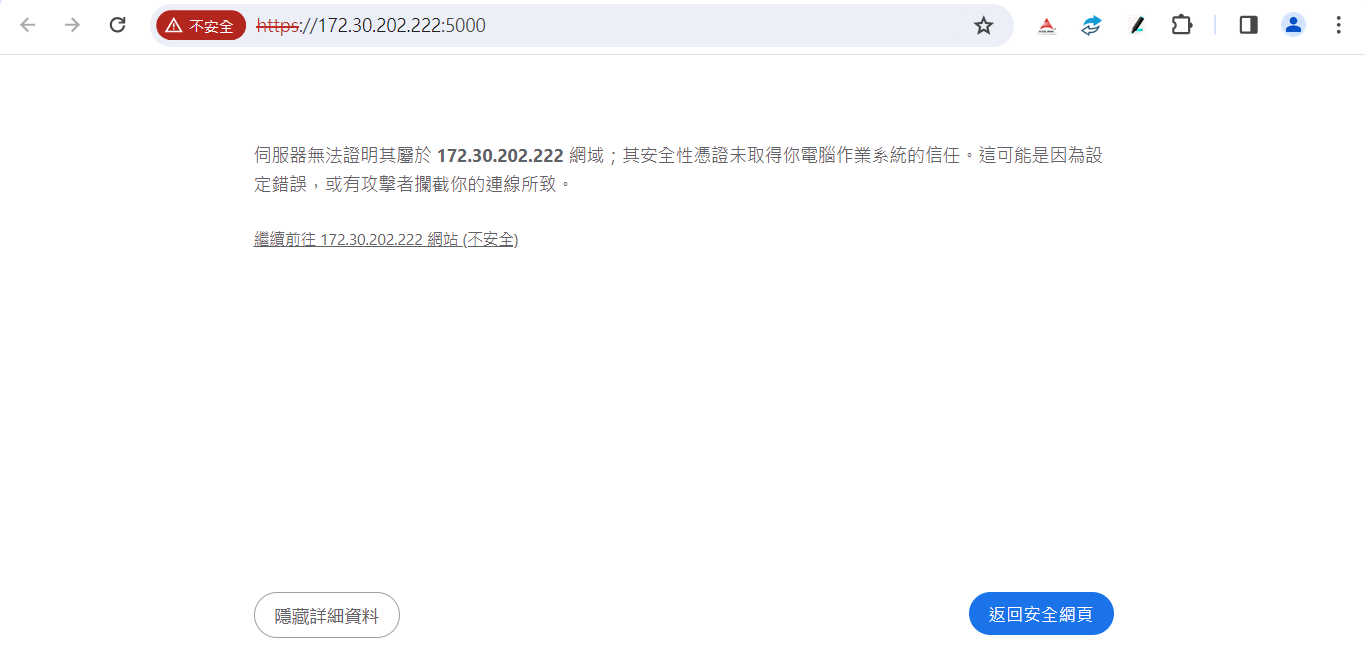 不安全 https://172.30.202.222:5000
伺服器無法證明其屬於 172.30.202.222 網域；其安全性憑證未取得你電腦作業系統的信任。這可能是因為設
定錯誤，或有攻擊者攔截你的連線所致。
繼續前往 172.30.202.222 網站 (不安全)
隱藏詳細資料
返回安全網頁